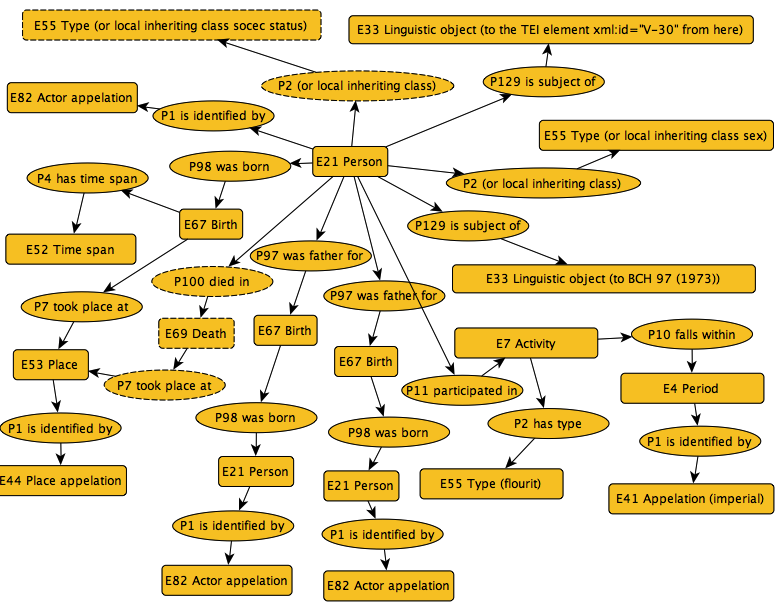 E55 Type (or local inheriting class socec status)
E33 Linguistic object (to the TEI element xml:id="V-30" from here)
P2 (or local inheriting class)
P129 is subject of
E82 Actor appelation
P1 is identified by
E55 Type (or local inheriting class sex)
E21 Person
P98 was born
P4 has time span
P2 (or local inheriting class)
E67 Birth
P129 is subject of
E52 Time span
P97 was father for
P100 died in
E33 Linguistic object (to BCH 97 (1973))
P97 was father for
P7 took place at
E69 Death
E67 Birth
E7 Activity
P10 falls within
E53 Place
E67 Birth
P7 took place at
P11 participated in
E4 Period
P1 is identified by
P98 was born
P98 was born
P2 has type
P1 is identified by
E44 Place appelation
E21 Person
E21 Person
E55 Type (flourit)
E41 Appelation (imperial)
P1 is identified by
P1 is identified by
E82 Actor appelation
E82 Actor appelation